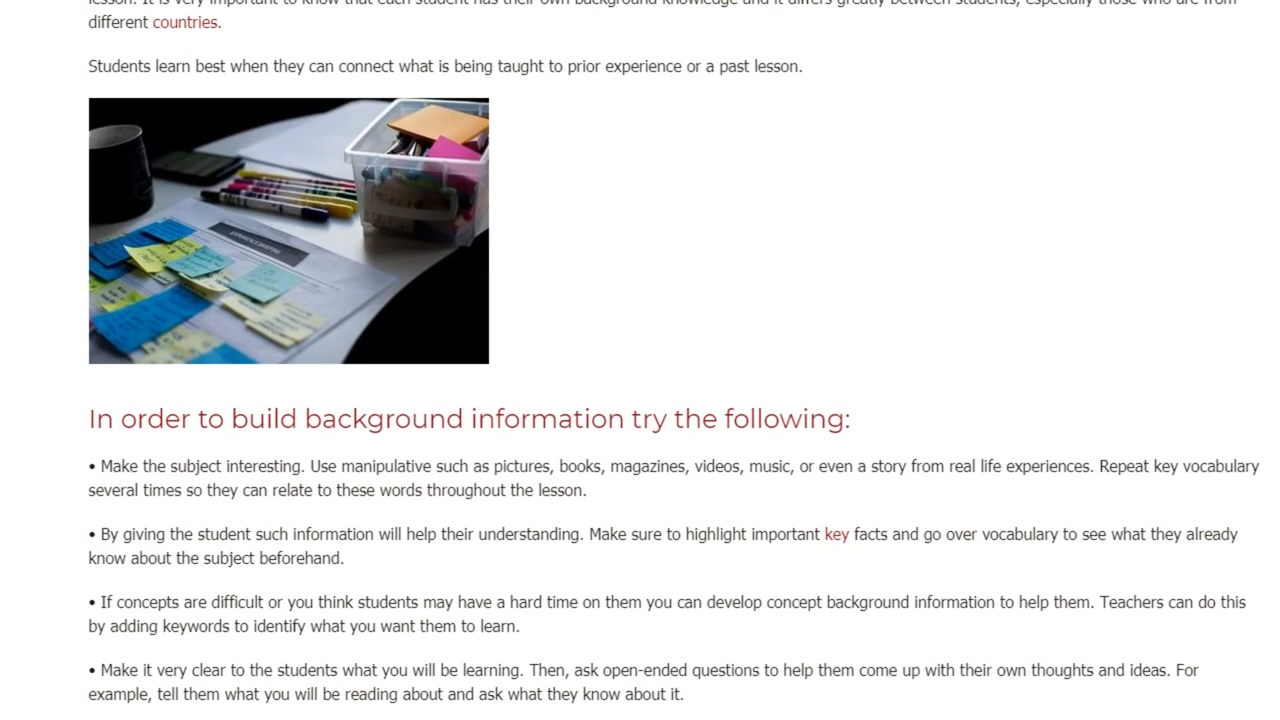 different countries.
Students learn best when they can connect what is being taught to prior experience or a past lesson.
EXPERIENCE BRIEFING
In order to build background information try the following:
• Make the subject interesting. Use manipulative such as pictures, books, magazines, videos, music, or even a story from real life experiences. Repeat key vocabulary
several times so they can relate to these words throughout the lesson.
• By giving the student such information will help their understanding. Make sure to highlight important key facts and go over vocabulary to see what they already
know about the subject beforehand.
• If concepts are difficult or you think students may have a hard time on them you can develop concept background information to help them. Teachers can do this
by adding keywords to identify what you want them to learn.
• Make it very clear to the students what you will be learning. Then, ask open-ended questions to help them come up with their own thoughts and ideas. For
example, tell them what you will be reading about and ask what they know about it.